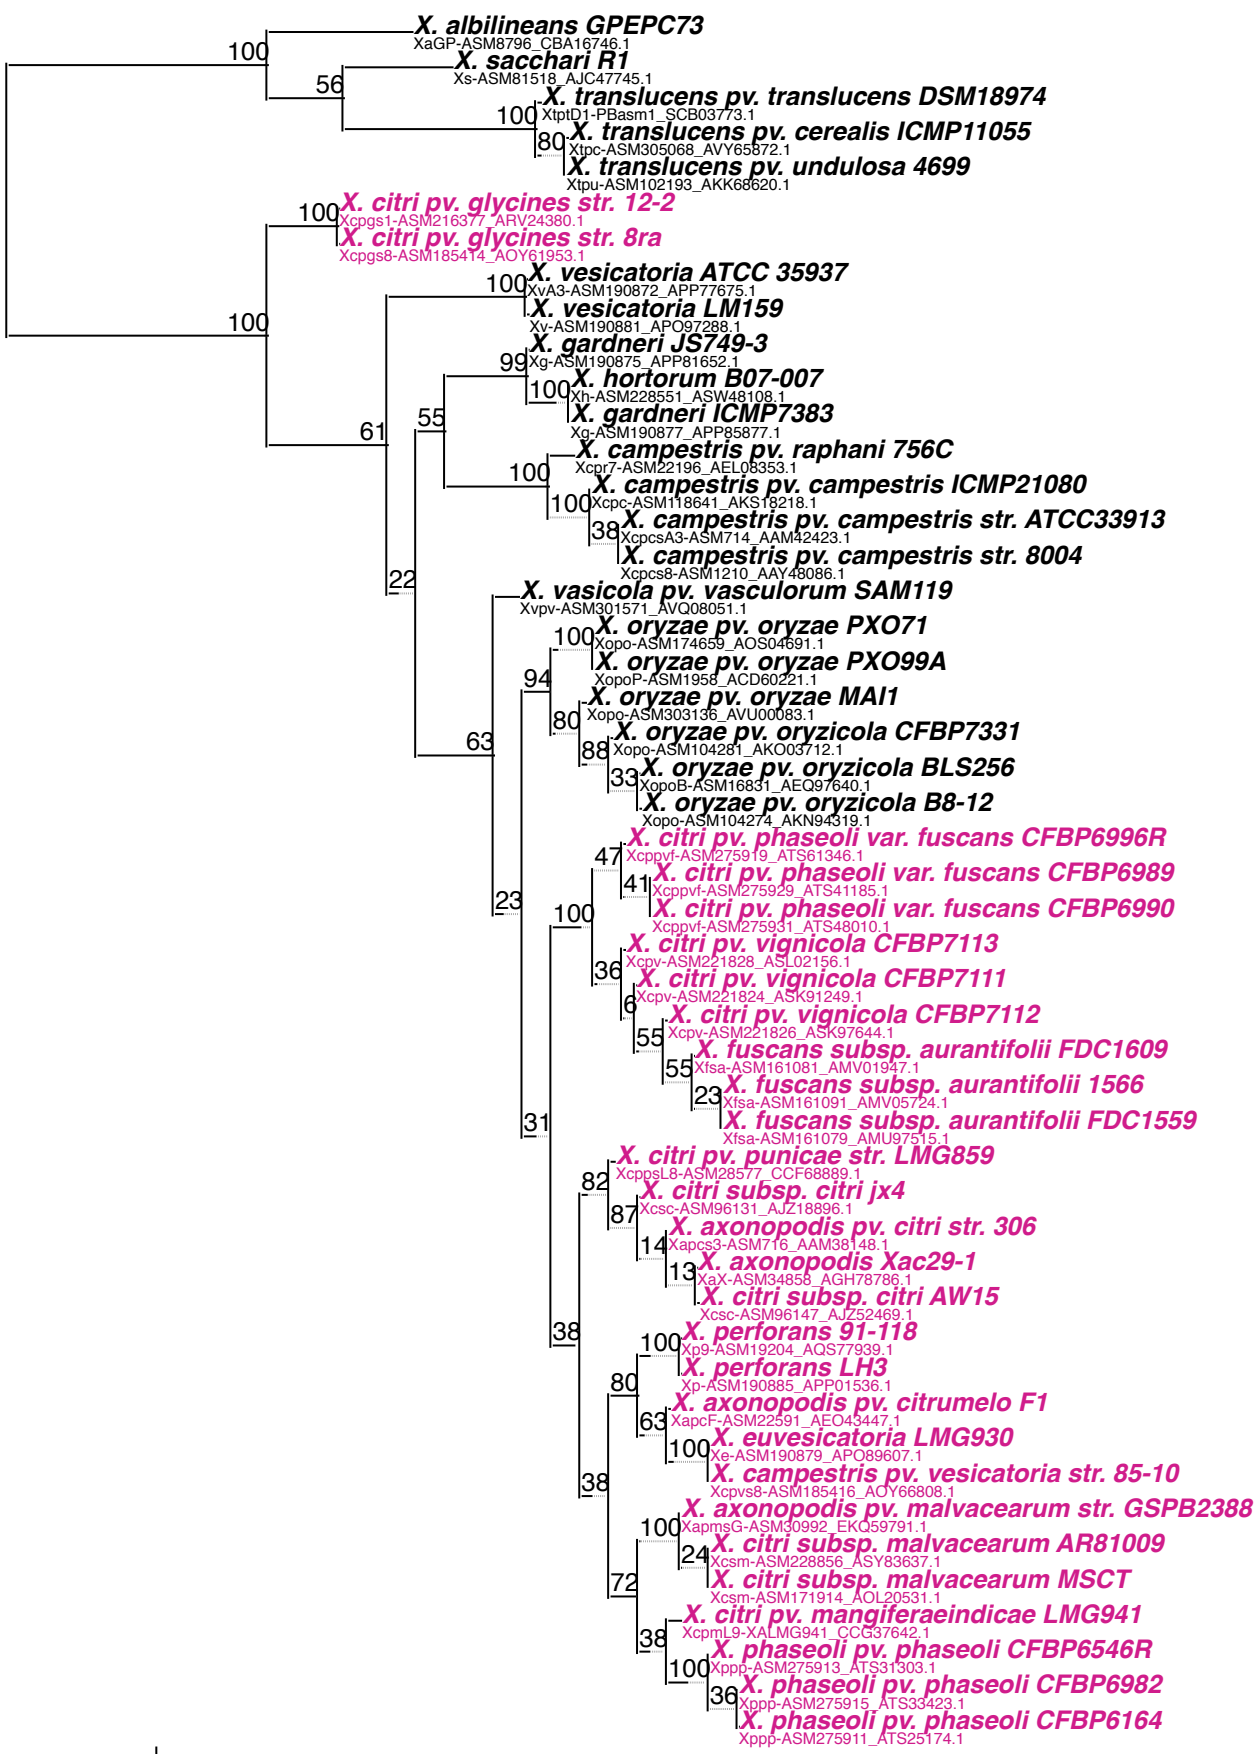 X. albilineans GPEPC73
100
XaGP-ASM8796_CBA16746.1
X. sacchari R1
56
Xs-ASM81518_AJC47745.1
X. translucens pv. translucens DSM18974
100
XtptD1-PBasm1_SCB03773.1
X. translucens pv. cerealis ICMP11055
80
Xtpc-ASM305068_AVY65872.1
X. translucens pv. undulosa 4699
Xtpu-ASM102193_AKK68620.1
X. citri pv. glycines str. 12-2
100
Xcpgs1-ASM216377_ARV24380.1
X. citri pv. glycines str. 8ra
Xcpgs8-ASM185414_AOY61953.1
X. vesicatoria ATCC 35937
100
XvA3-ASM190872_APP77675.1
X. vesicatoria LM159
100
Xv-ASM190881_APO97288.1
X. gardneri JS749-3
99
Xg-ASM190875_APP81652.1
X. hortorum B07-007
100
Xh-ASM228551_ASW48108.1
X. gardneri ICMP7383
55
61
Xg-ASM190877_APP85877.1
X. campestris pv. raphani 756C
100
Xcpr7-ASM22196_AEL08353.1
X. campestris pv. campestris ICMP21080
100
Xcpc-ASM118641_AKS18218.1
X. campestris pv. campestris str. ATCC33913
38
XcpcsA3-ASM714_AAM42423.1
X. campestris pv. campestris str. 8004
Xcpcs8-ASM1210_AAY48086.1
22
X. vasicola pv. vasculorum SAM119
Xvpv-ASM301571_AVQ08051.1
X. oryzae pv. oryzae PXO71
100
Xopo-ASM174659_AOS04691.1
X. oryzae pv. oryzae PXO99A
94
XopoP-ASM1958_ACD60221.1
X. oryzae pv. oryzae MAI1
80
Xopo-ASM303136_AVU00083.1
X. oryzae pv. oryzicola CFBP7331
63
88
Xopo-ASM104281_AKO03712.1
X. oryzae pv. oryzicola BLS256
33
XopoB-ASM16831_AEQ97640.1
X. oryzae pv. oryzicola B8-12
Xopo-ASM104274_AKN94319.1
X. citri pv. phaseoli var. fuscans CFBP6996R
47
Xcppvf-ASM275919_ATS61346.1
X. citri pv. phaseoli var. fuscans CFBP6989
41
Xcppvf-ASM275929_ATS41185.1
23
X. citri pv. phaseoli var. fuscans CFBP6990
100
Xcppvf-ASM275931_ATS48010.1
X. citri pv. vignicola CFBP7113
36
Xcpv-ASM221828_ASL02156.1
X. citri pv. vignicola CFBP7111
6
Xcpv-ASM221824_ASK91249.1
X. citri pv. vignicola CFBP7112
55
Xcpv-ASM221826_ASK97644.1
X. fuscans subsp. aurantifolii FDC1609
55
Xfsa-ASM161081_AMV01947.1
X. fuscans subsp. aurantifolii 1566
23
Xfsa-ASM161091_AMV05724.1
31
X. fuscans subsp. aurantifolii FDC1559
Xfsa-ASM161079_AMU97515.1
X. citri pv. punicae str. LMG859
82
XcppsL8-ASM28577_CCF68889.1
X. citri subsp. citri jx4
87
Xcsc-ASM96131_AJZ18896.1
X. axonopodis pv. citri str. 306
14
Xapcs3-ASM716_AAM38148.1
X. axonopodis Xac29-1
13
XaX-ASM34858_AGH78786.1
X. citri subsp. citri AW15
Xcsc-ASM96147_AJZ52469.1
38
X. perforans 91-118
100
Xp9-ASM19204_AQS77939.1
X. perforans LH3
80
Xp-ASM190885_APP01536.1
X. axonopodis pv. citrumelo F1
63
XapcF-ASM22591_AEO43447.1
X. euvesicatoria LMG930
100
Xe-ASM190879_APO89607.1
X. campestris pv. vesicatoria str. 85-10
38
Xcpvs8-ASM185416_AOY66808.1
X. axonopodis pv. malvacearum str. GSPB2388
100
XapmsG-ASM30992_EKQ59791.1
X. citri subsp. malvacearum AR81009
24
Xcsm-ASM228856_ASY83637.1
X. citri subsp. malvacearum MSCT
72
Xcsm-ASM171914_AOL20531.1
X. citri pv. mangiferaeindicae LMG941
38
XcpmL9-XALMG941_CCG37642.1
X. phaseoli pv. phaseoli CFBP6546R
100
Xppp-ASM275913_ATS31303.1
X. phaseoli pv. phaseoli CFBP6982
36
Xppp-ASM275915_ATS33423.1
X. phaseoli pv. phaseoli CFBP6164
Xppp-ASM275911_ATS25174.1